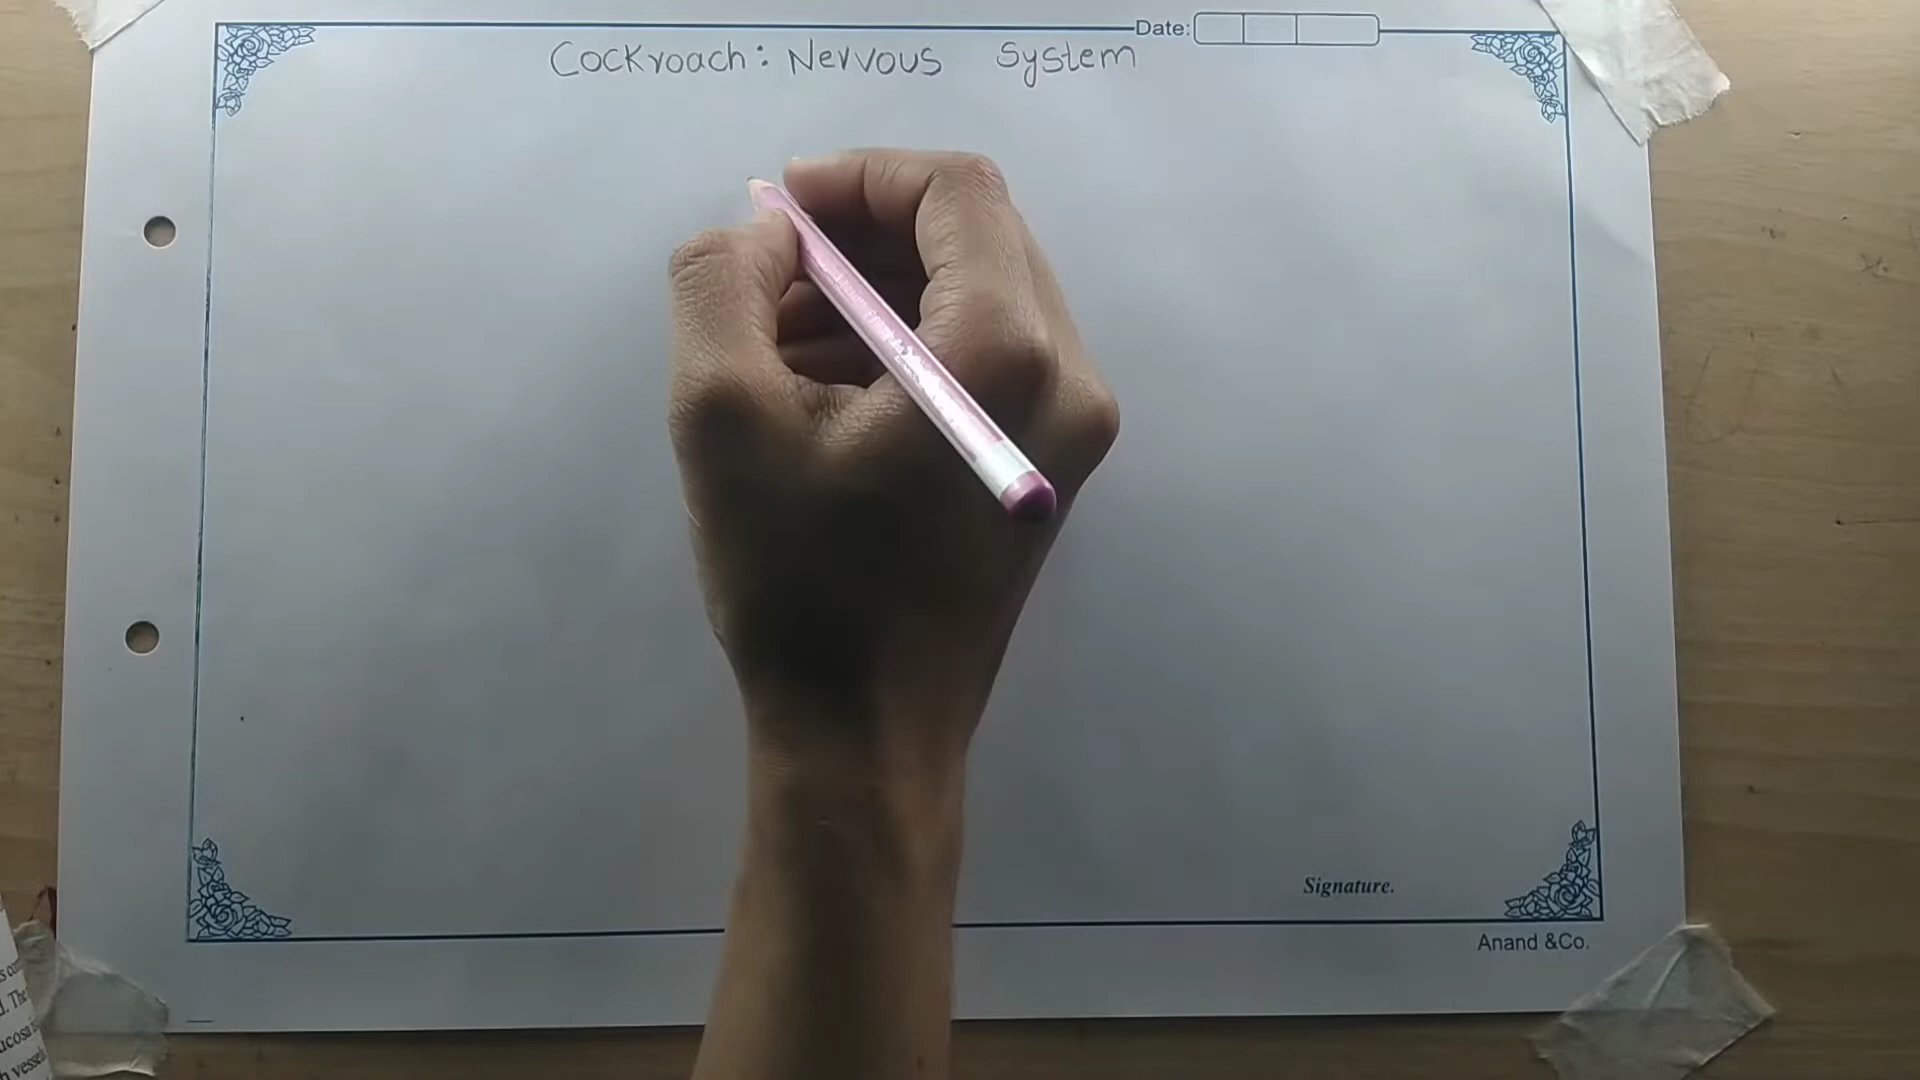 Date:
Cockroach: Nervous System
Signature.
Anand &Co.